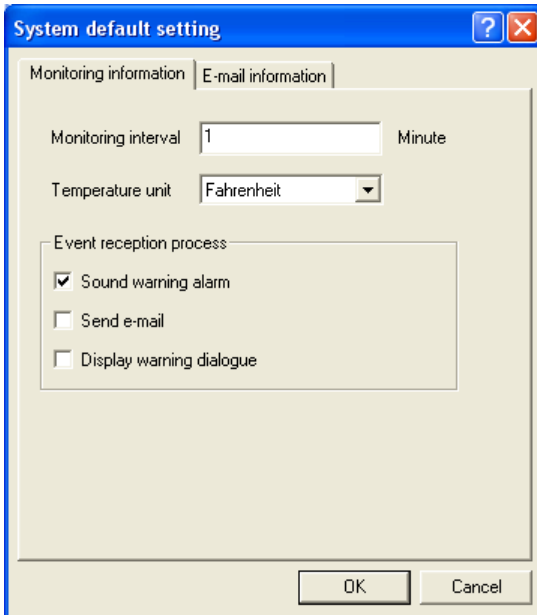 System default setting
Monitoring information E-mail information
Monitoring interval 1 Minute
Temperature unit Fahrenheit
Event reception process
Sound warning alarm
Send e-mail
Display warning dialogue
OK Cancel